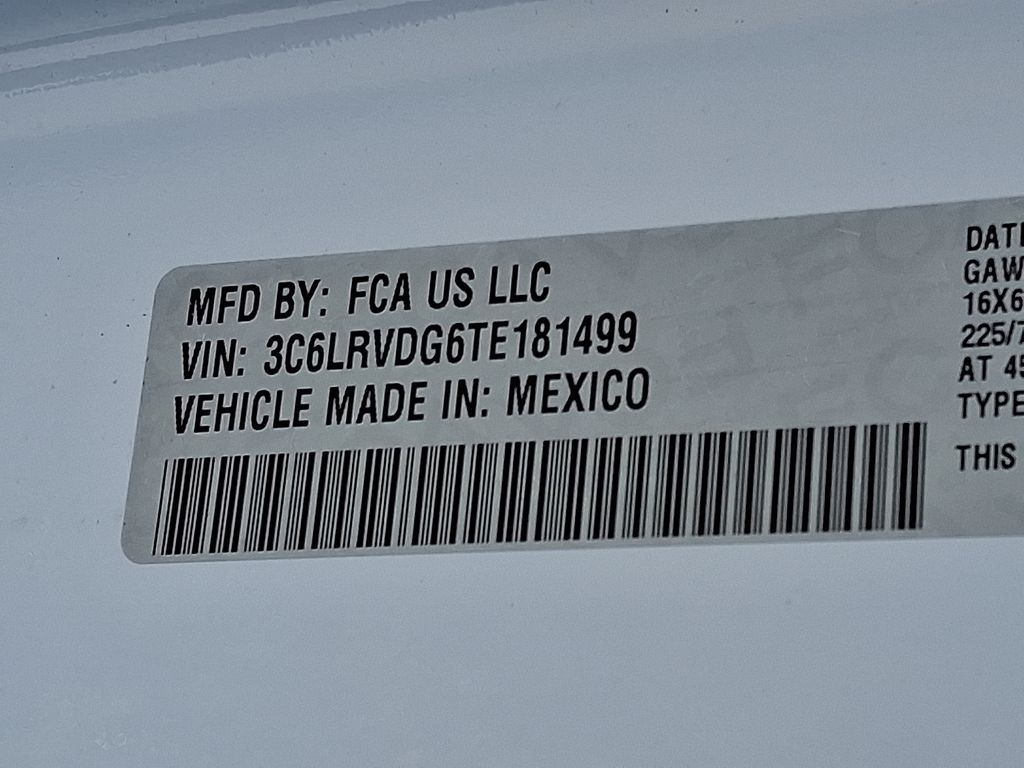 MFD BY: FCA US LLC
VIN: 3C6LRVDG6TE181499
VEHICLE MADE IN: MEXICO
DATE
GAW
16X6
225/7
AT 45
TYPE
THIS